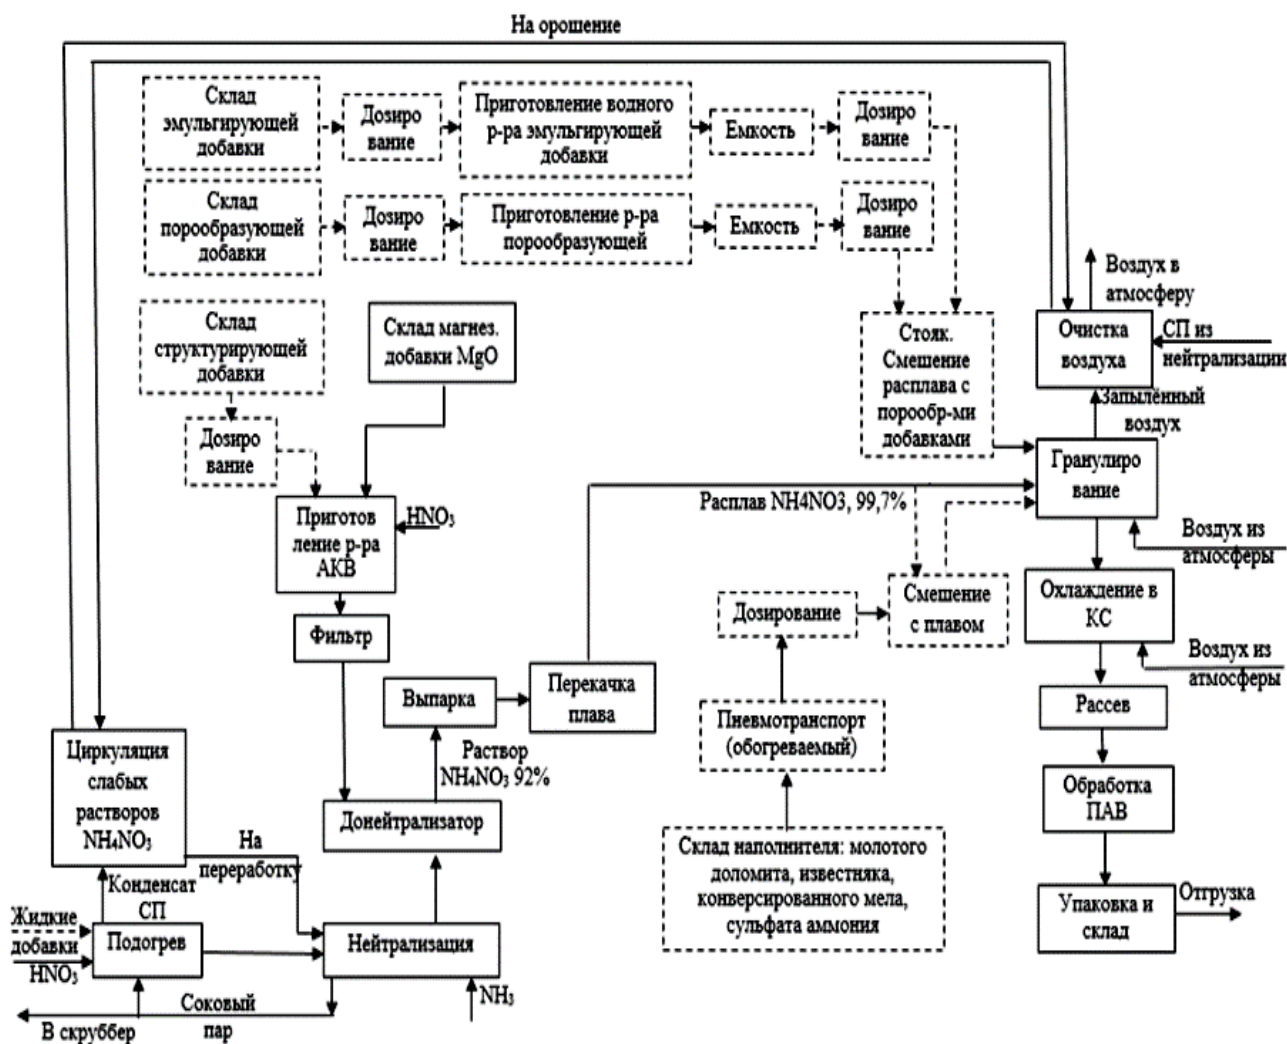 На орошение
Склад
эмульгирующей
добавки
Дозиро
вание
Приготовление водного
р-ра эмульгирующей
добавки
Емкость
Дозиро
вание
Склад
порообразующей
добавки
Дозиро
вание
Приготовление р-ра
порообразующей
Емкость
Дозиро
вание
Воздух в
атмосферу
Склад
структурирующей
добавки
Склад магнез.
добавки MgO
Стояк.
Смешение
расплава с
порообр-ми
добавками
Очистка
воздуха
СП из
нейтрализации
Запылённый
воздух
Дозиро
вание
Гранулиро
вание
Расплав NH4NO3, 99,7%
Приготов
ление р-ра
АКВ
HNO₃
Воздух из
атмосферы
Дозирование
Смешение
с плавом
Охлаждение в
КС
Фильтр
Воздух из
атмосферы
Выпарка
Перекачка
плава
Рассев
Пневмотранспорт
(обогреваемый)
Циркуляция
слабых
растворов
NH₄NO₃
Раствор
NH₄NO₃ 92%
Обработка
ПАВ
Донейтрализатор
На
переработку
Склад наполнителя: молотого
доломита, известняка,
конверсированного мела,
сульфата аммония
Конденсат
СП
Упаковка и
склад
Отгрузка
Жидкие
добавки
HNO₃
Подогрев
Нейтрализация
NH₃
Соковый
пар
В скруббер